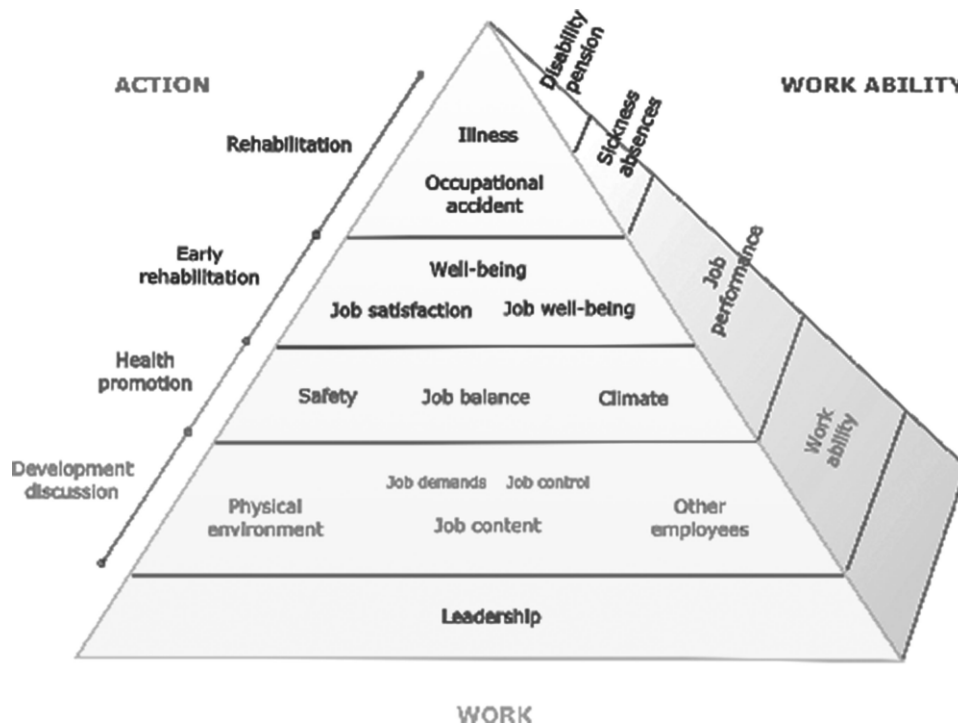 ACTION
WORK ABILITY
Disability
pension
Sickness
absences
Rehabilitation
Illness
Occupational
accident
Early
rehabilitation
Well-being
Job satisfaction
Job well-being
Job
performance
Health
promotion
Safety
Job balance
Climate
Work
ability
Development
discussion
Job demands
Job control
Physical
environment
Job content
Other
employees
Leadership
WORK